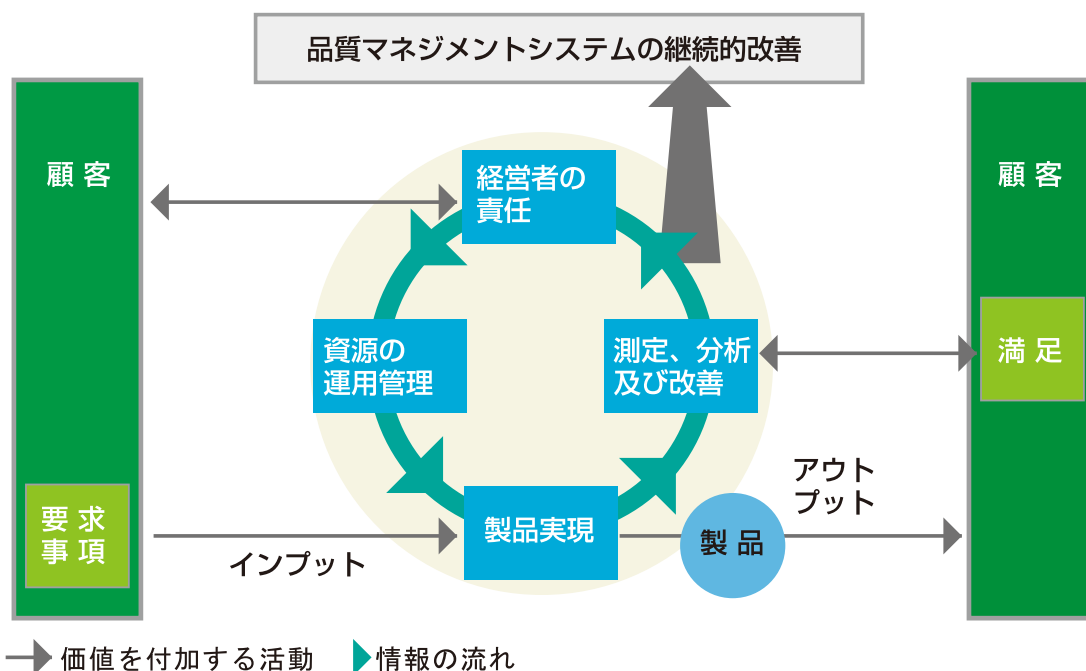 品質マネジメントシステムの継続的改善
顧 客
経営者の
責任
顧 客
資源の
運用管理
測定、分析
及び改善
満 足
要 求
事 項
インプット
製品実現
製 品
アウト
プット
価値を付加する活動
情報の流れ